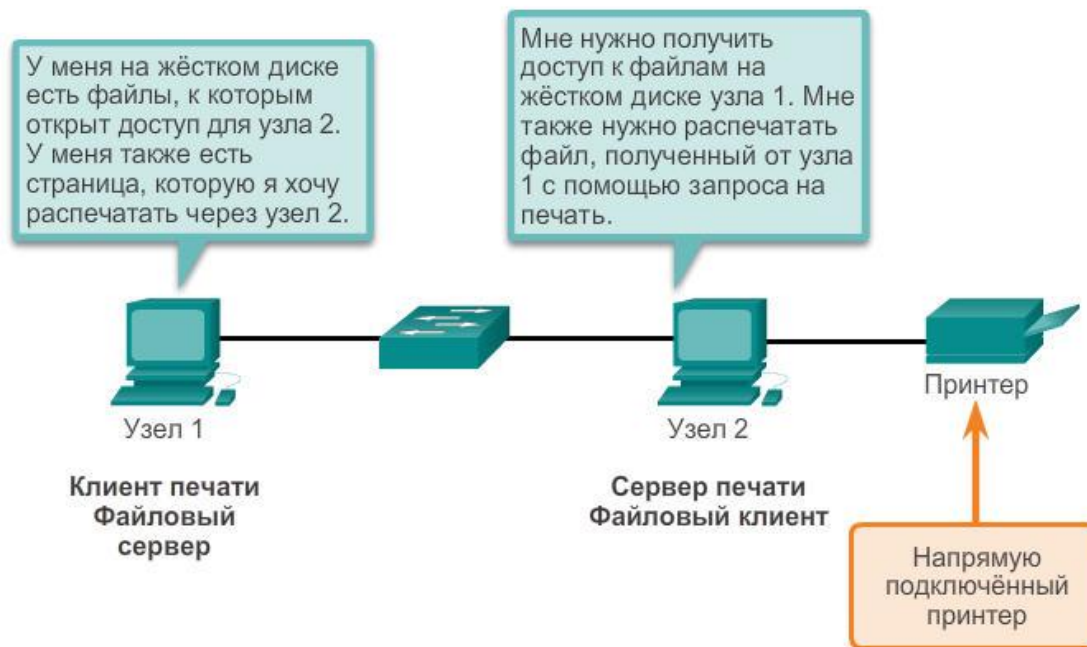 У меня на жёстком диске
есть файлы, к которым
открыт доступ для узла 2.
У меня также есть
страница, которую я хочу
распечатать через узел 2.
Мне нужно получить
доступ к файлам на
жёстком диске узла 1. Мне
также нужно распечатать
файл, полученный от узла
1 с помощью запроса на
печать.
Узел 1
Узел 2
Принтер
Клиент печати
Файловый
сервер
Сервер печати
Файловый клиент
Напрямую
подключённый
принтер